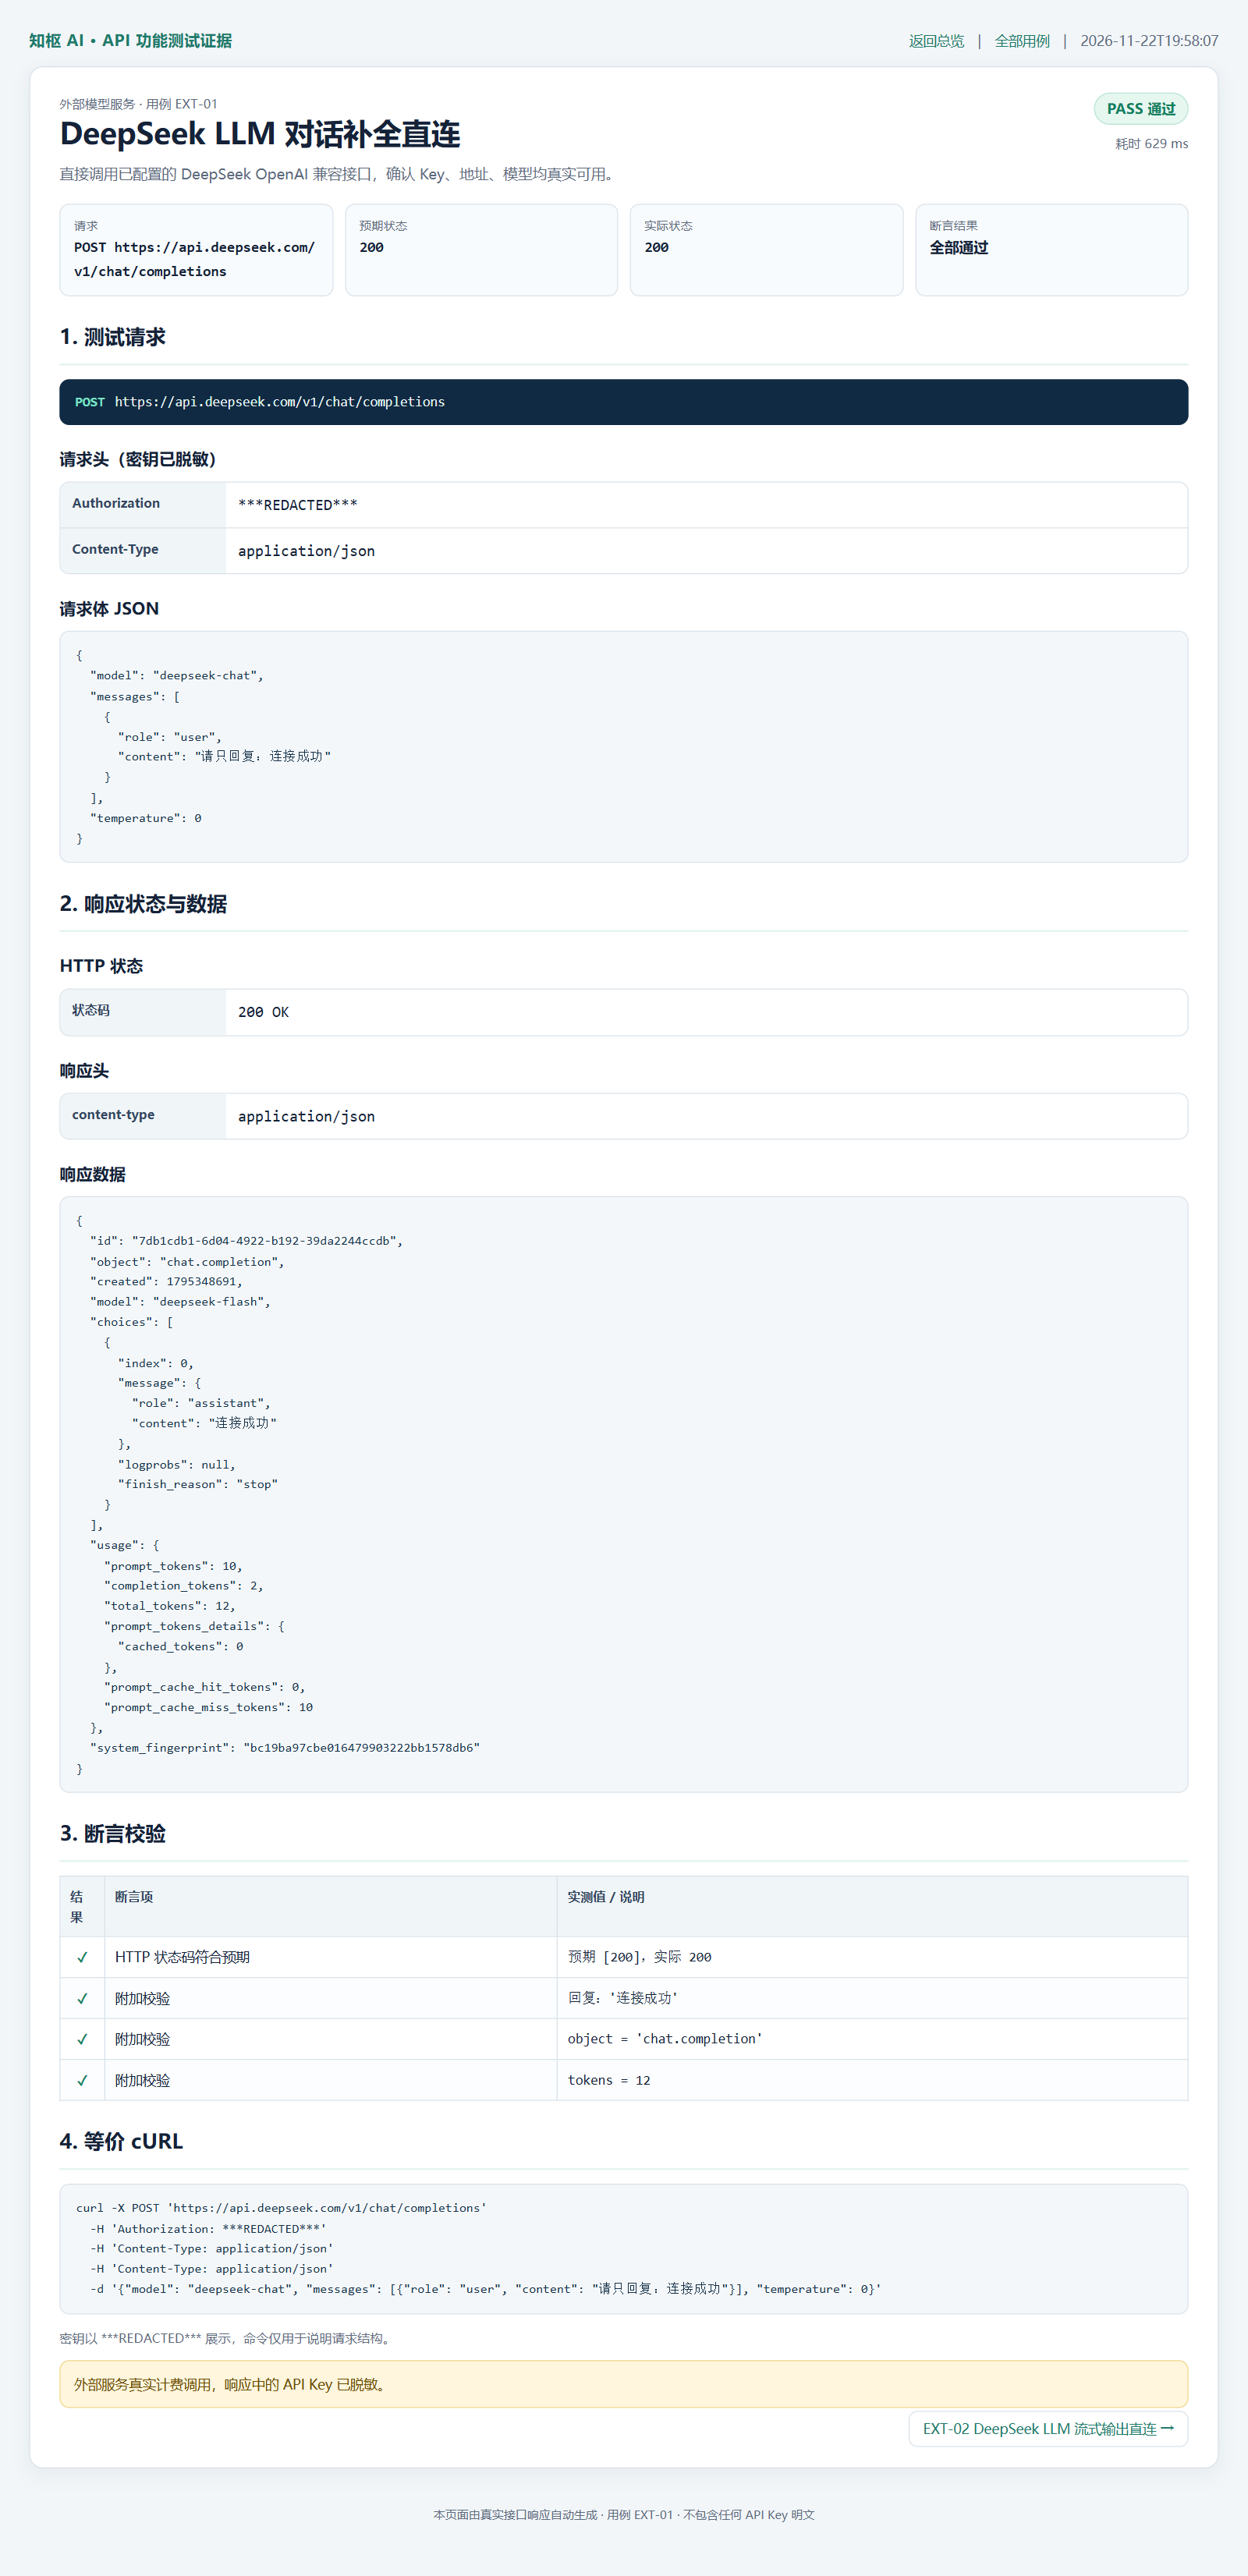 知枢 AI · API 功能测试证据
返回总览 | 全部用例 | 2026-11-22T19:58:07
外部模型服务 · 用例 EXT-01
PASS 通过
DeepSeek LLM 对话补全直连
耗时 629 ms
直接调用已配置的 DeepSeek OpenAI 兼容接口，确认 Key、地址、模型均真实可用。
请求
POST https://api.deepseek.com/
v1/chat/completions
预期状态
200
实际状态
200
断言结果
全部通过
1. 测试请求
POST https://api.deepseek.com/v1/chat/completions
请求头（密钥已脱敏）
Authorization ***REDACTED***
Content-Type application/json
请求体 JSON
{
  "model": "deepseek-chat",
  "messages": [
    {
      "role": "user",
      "content": "请只回复：连接成功"
    }
  ],
  "temperature": 0
}
2. 响应状态与数据
HTTP 状态
状态码 200 OK
响应头
content-type application/json
响应数据
{
  "id": "7db1cdb1-6d04-4922-b192-39da2244ccdb",
  "object": "chat.completion",
  "created": 1795348691,
  "model": "deepseek-flash",
  "choices": [
    {
      "index": 0,
      "message": {
        "role": "assistant",
        "content": "连接成功"
      },
      "logprobs": null,
      "finish_reason": "stop"
    }
  ],
  "usage": {
    "prompt_tokens": 10,
    "completion_tokens": 2,
    "total_tokens": 12,
    "prompt_tokens_details": {
      "cached_tokens": 0
    },
    "prompt_cache_hit_tokens": 0,
    "prompt_cache_miss_tokens": 10
  },
  "system_fingerprint": "bc19ba97cbe016479903222bb1578db6"
}
3. 断言校验
结果 断言项 实测值 / 说明
✓ HTTP 状态码符合预期 预期 [200]，实际 200
✓ 附加校验 回复：'连接成功'
✓ 附加校验 object = 'chat.completion'
✓ 附加校验 tokens = 12
4. 等价 cURL
curl -X POST 'https://api.deepseek.com/v1/chat/completions'
  -H 'Authorization: ***REDACTED***'
  -H 'Content-Type: application/json'
  -H 'Content-Type: application/json'
  -d '{"model": "deepseek-chat", "messages": [{"role": "user", "content": "请只回复：连接成功"}], "temperature": 0}'
密钥以 ***REDACTED*** 展示，命令仅用于说明请求结构。
外部服务真实计费调用，响应中的 API Key 已脱敏。
EXT-02 DeepSeek LLM 流式输出直连 →
本页面由真实接口响应自动生成 · 用例 EXT-01 · 不包含任何 API Key 明文